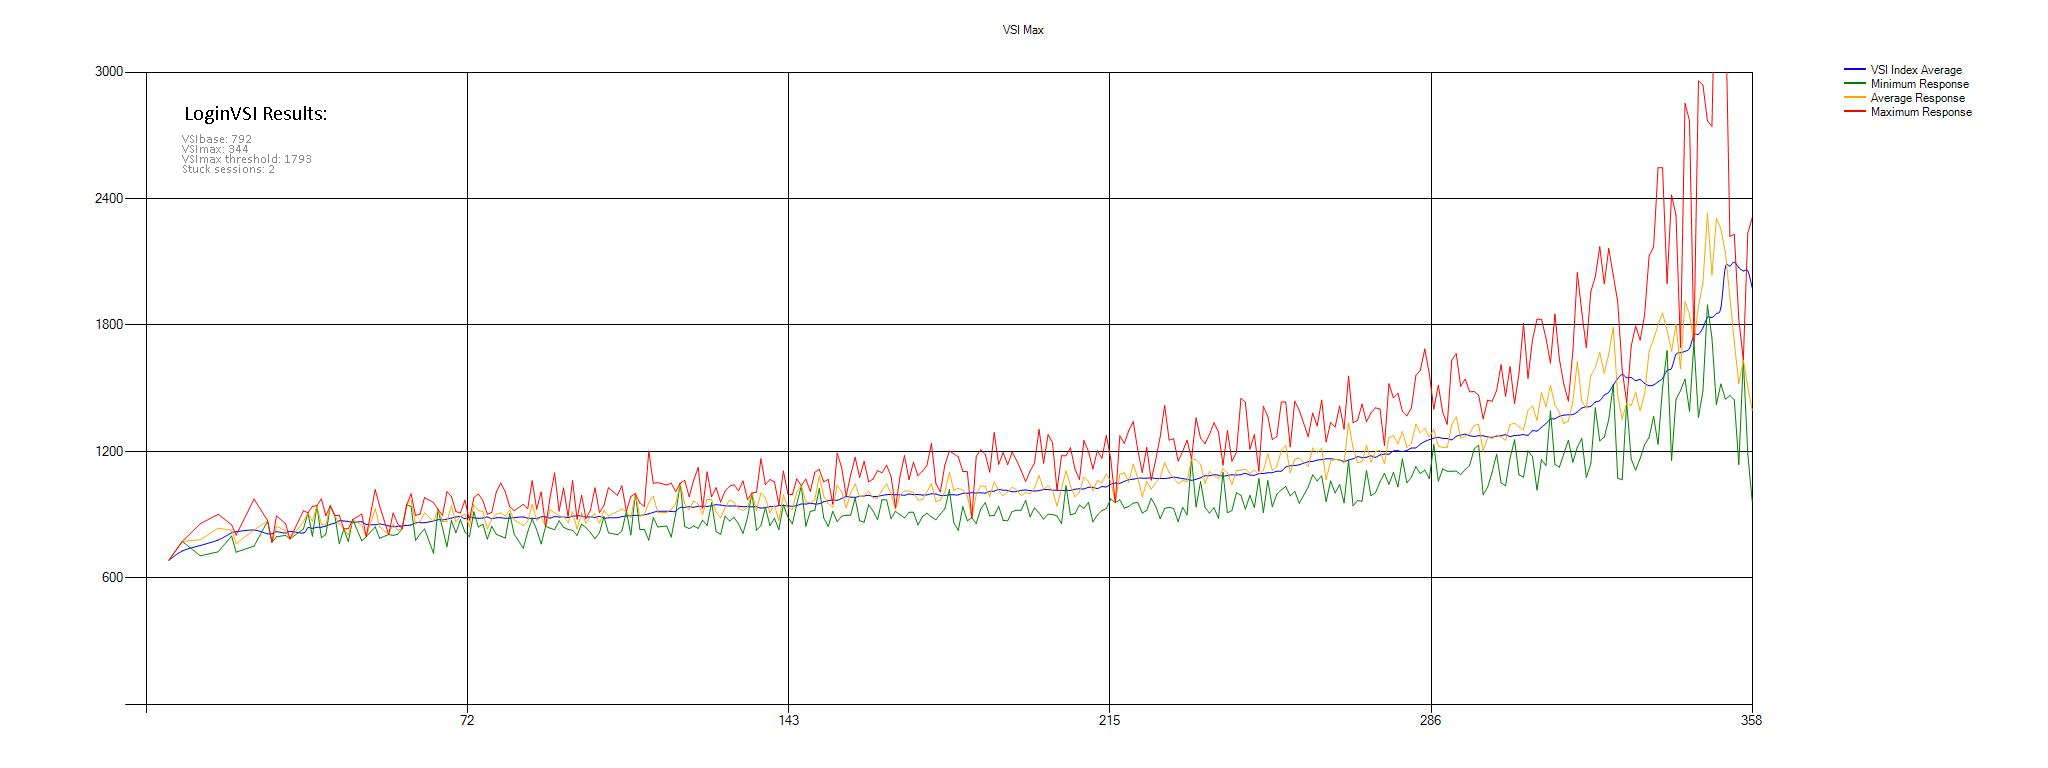 VSI Max
3000
2400
1800
1200
600
LoginVSI Results:
VSIbase: 792
VSImax: 344
VSImax threshold: 1793
Stuck sessions: 2
72
143
215
286
358
VSI Index Average
Minimum Response
Average Response
Maximum Response